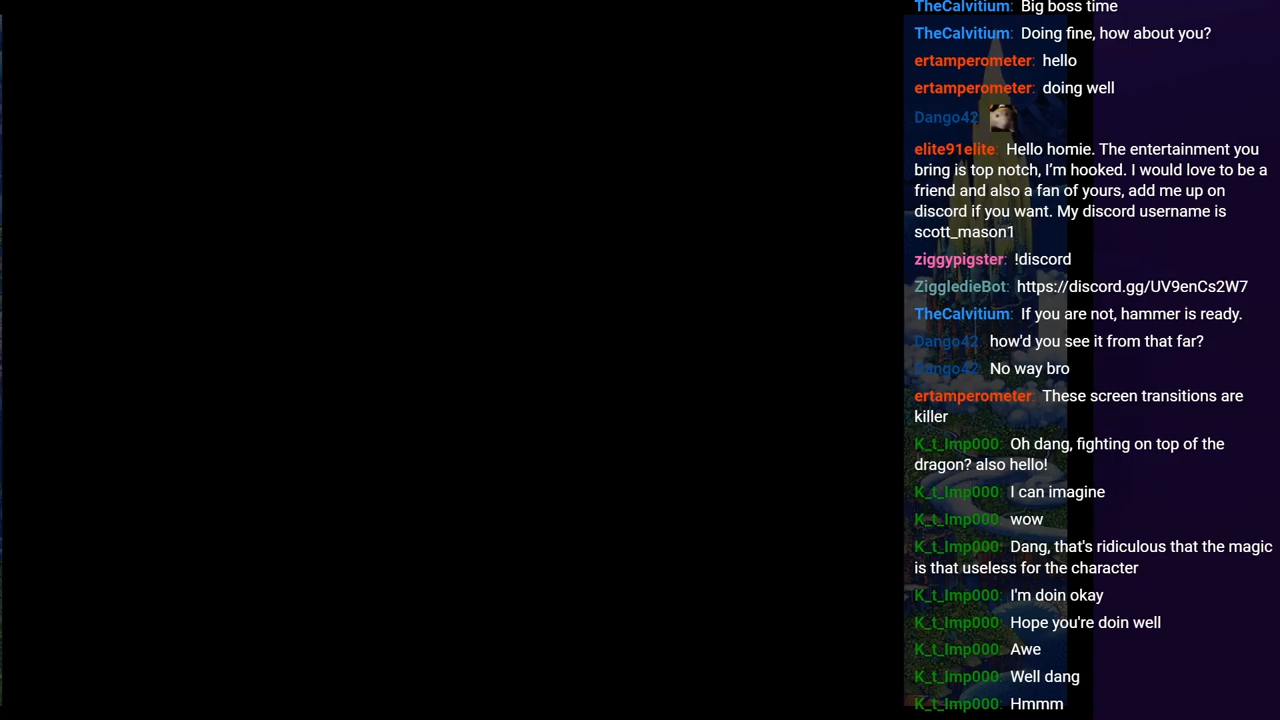 TheCalvitium: Big boss time
TheCalvitium: Doing fine, how about you?
ertamperometer: hello
ertamperometer: doing well
Dango42:
elite91elite: Hello homie. The entertainment you
bring is top notch, I’m hooked. I would love to be a
friend and also a fan of yours, add me up on
discord if you want. My discord username is
scott_mason1
ziggypigster: !discord
ZiggledieBot: https://discord.gg/UV9enCs2W7
TheCalvitium: If you are not, hammer is ready.
Dango42: how'd you see it from that far?
Dango42: No way bro
ertamperometer: These screen transitions are
killer
K_t_Imp000: Oh dang, fighting on top of the
dragon? also hello!
K_t_Imp000: I can imagine
K_t_Imp000: wow
K_t_Imp000: Dang, that's ridiculous that the magic
is that useless for the character
K_t_Imp000: I'm doin okay
K_t_Imp000: Hope you're doin well
K_t_Imp000: Awe
K_t_Imp000: Well dang
K_t_Imp000: Hmmm